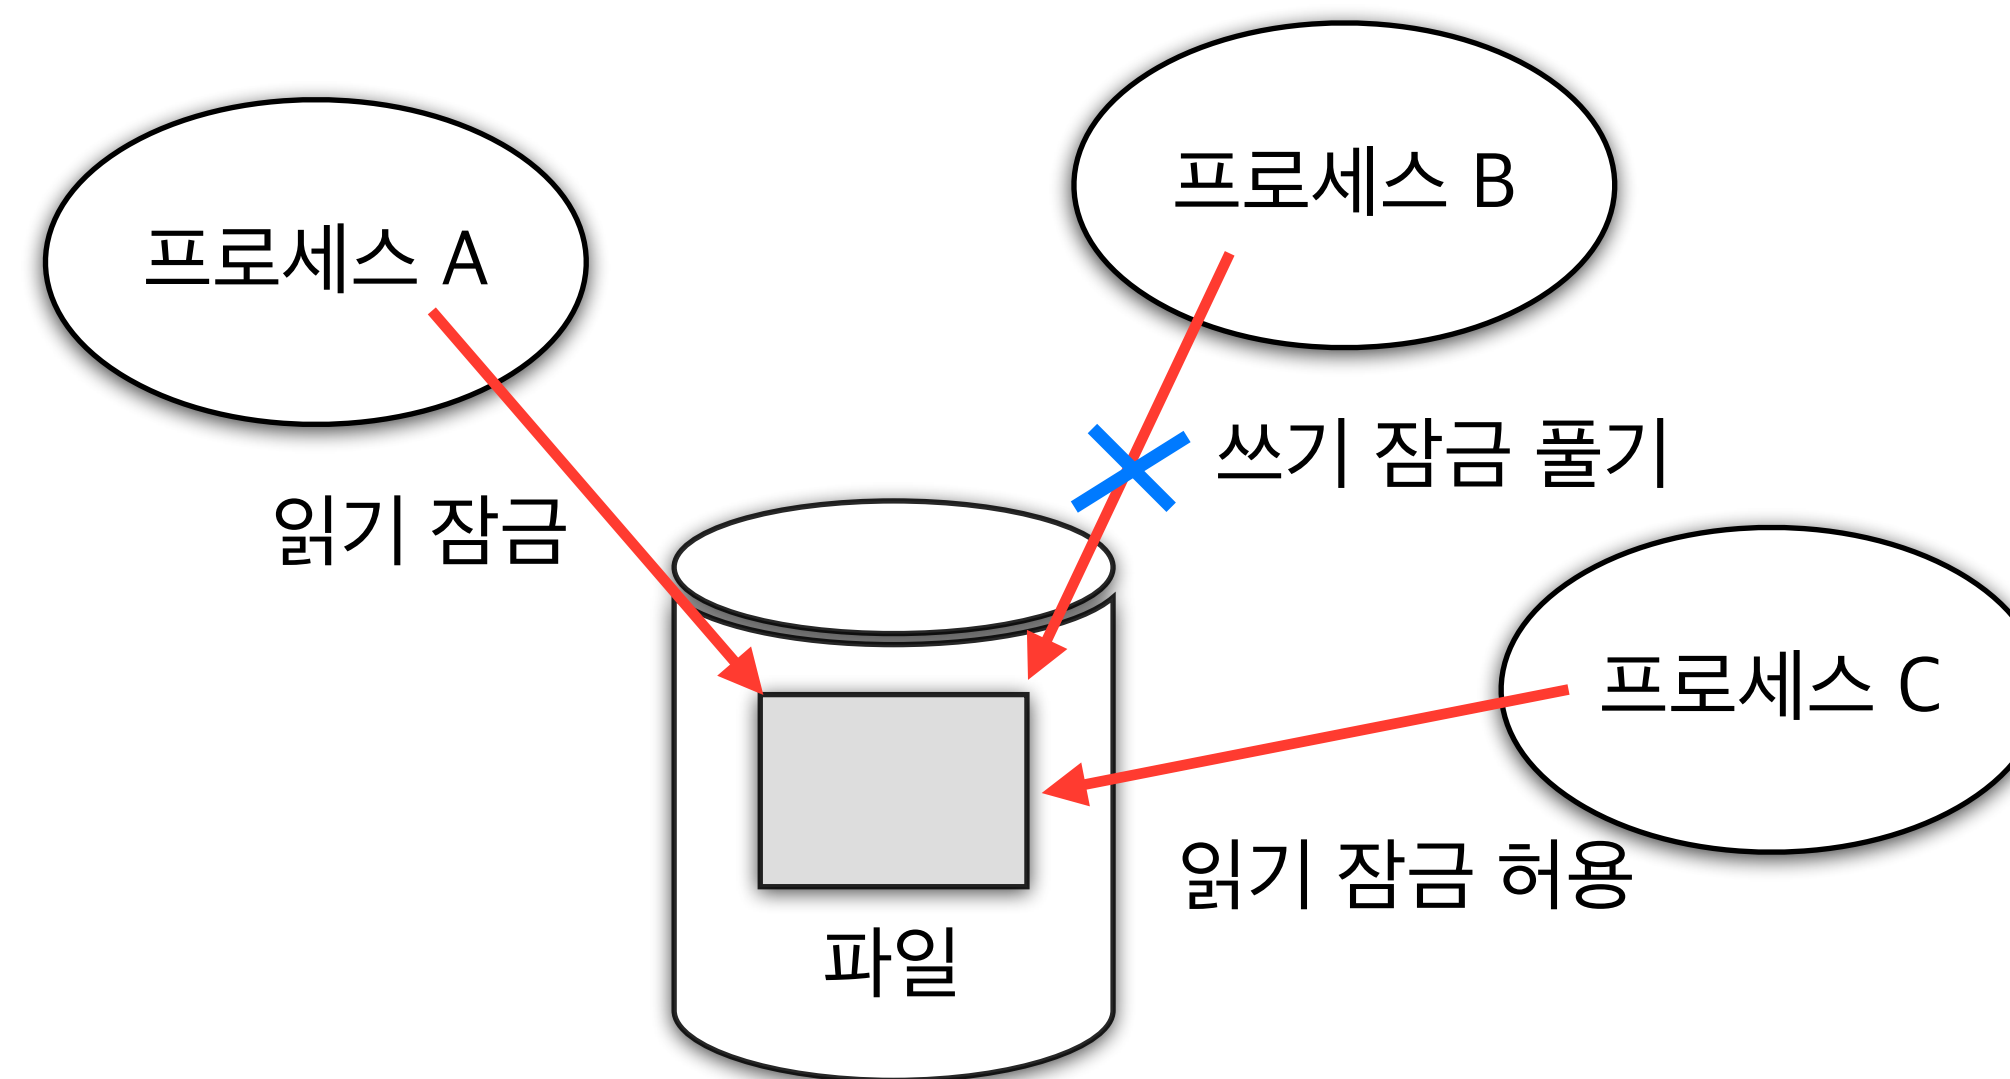 프로세스 A
프로세스 B
읽기 잠금
쓰기 잠금 풀기
프로세스 C
읽기 잠금 허용
파일